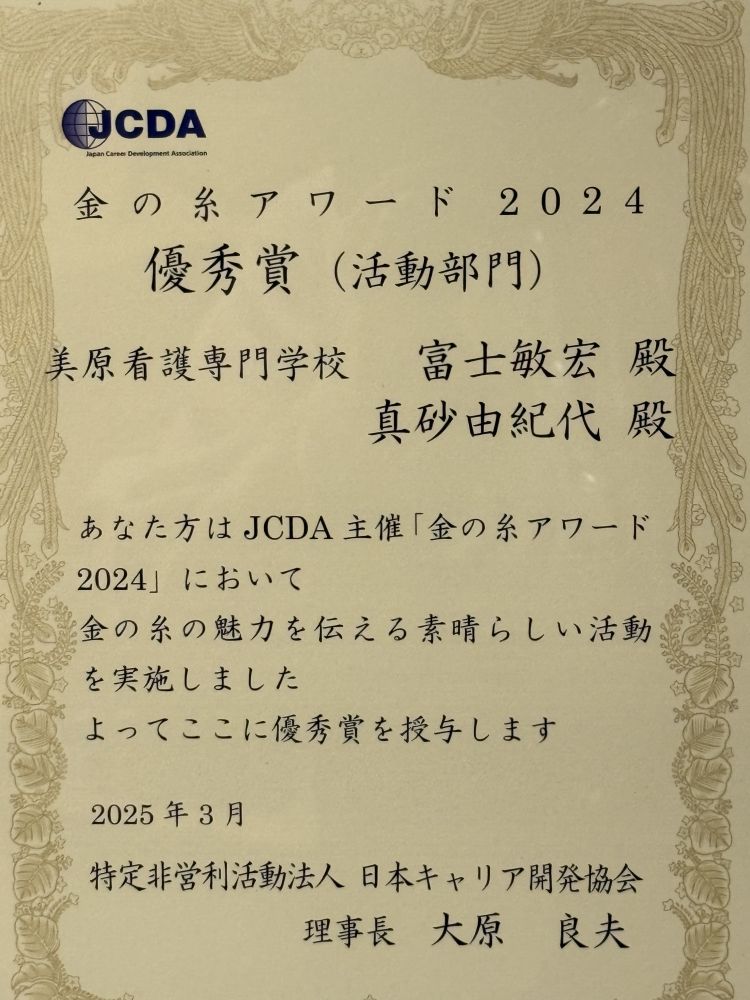 JCDA
Japan Career Development Association
金の糸アワード 2024
優秀賞（活動部門）
美原看護専門学校 富士敏宏 殿
真砂由紀代 殿
あなた方は JCDA 主催「金の糸アワード
2024」において
金の糸の魅力を伝える素晴らしい活動
を実施しました
よってここに優秀賞を授与します
2025 年 3 月
特定非営利活動法人 日本キャリア開発協会
理事長 大原 良夫